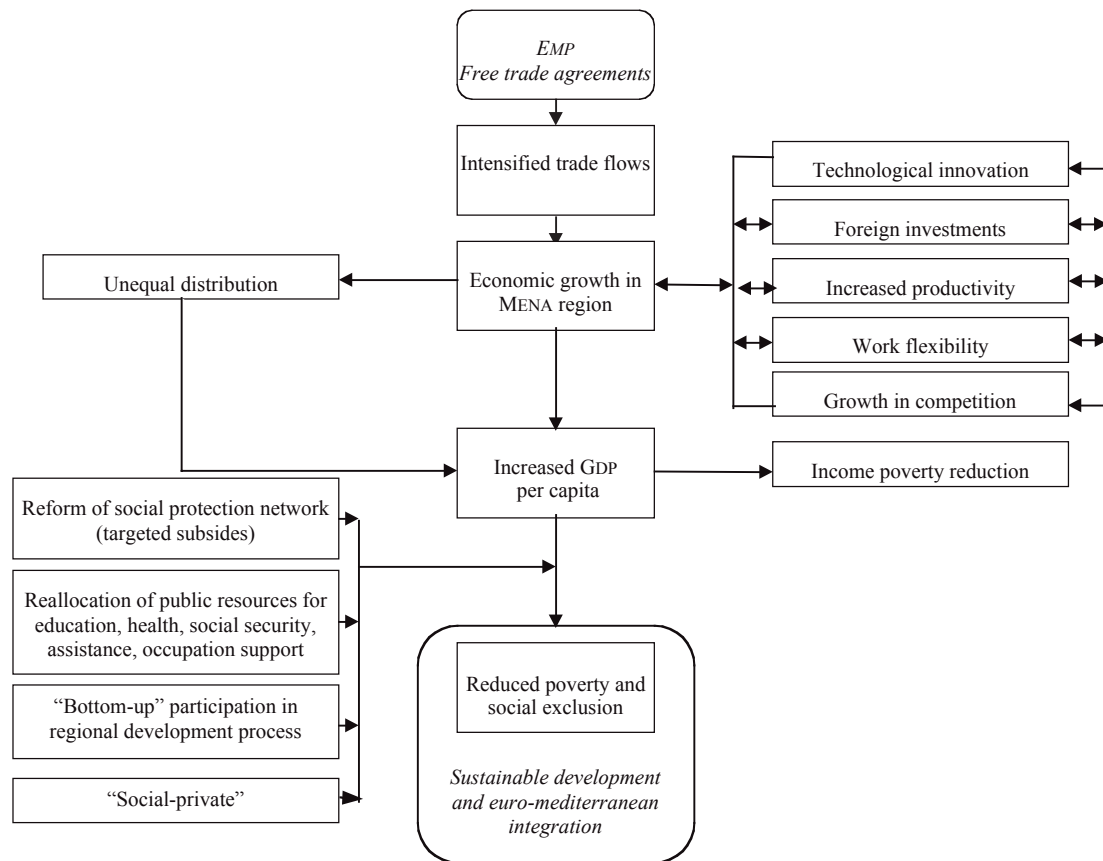 EMP
Free trade agreements
Intensified trade flows
Technological innovation
Foreign investments
Unequal distribution
Economic growth in
MENA region
Increased productivity
Work flexibility
Growth in competition
Increased GDP
per capita
Income poverty reduction
Reform of social protection network
(targeted subsides)
Reallocation of public resources for
education, health, social security,
assistance, occupation support
“Bottom-up” participation in
regional development process
“Social-private”
Reduced poverty and
social exclusion
Sustainable development
and euro-mediterranean
integration